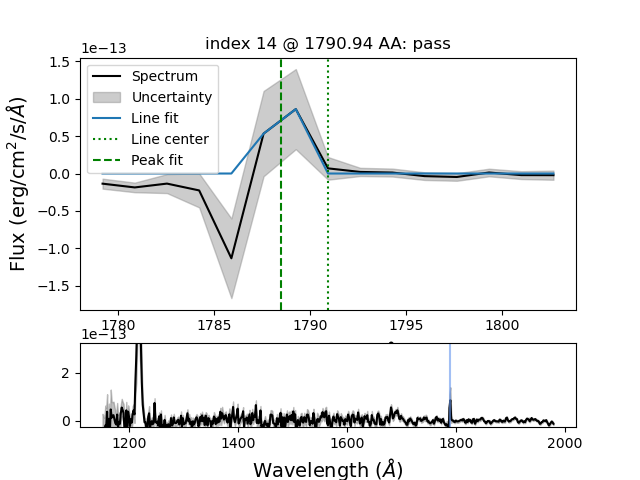 index 14 @ 1790.94 AA: pass
1e−13
1.5
1.0
0.5
0.0
−0.5
−1.0
−1.5
Flux (erg/cm²/s/Å)
Spectrum
Uncertainty
Line fit
Line center
Peak fit
1780 1785 1790 1795 1800
1e−13
2
0
1200 1400 1600 1800 2000
Wavelength (Å)